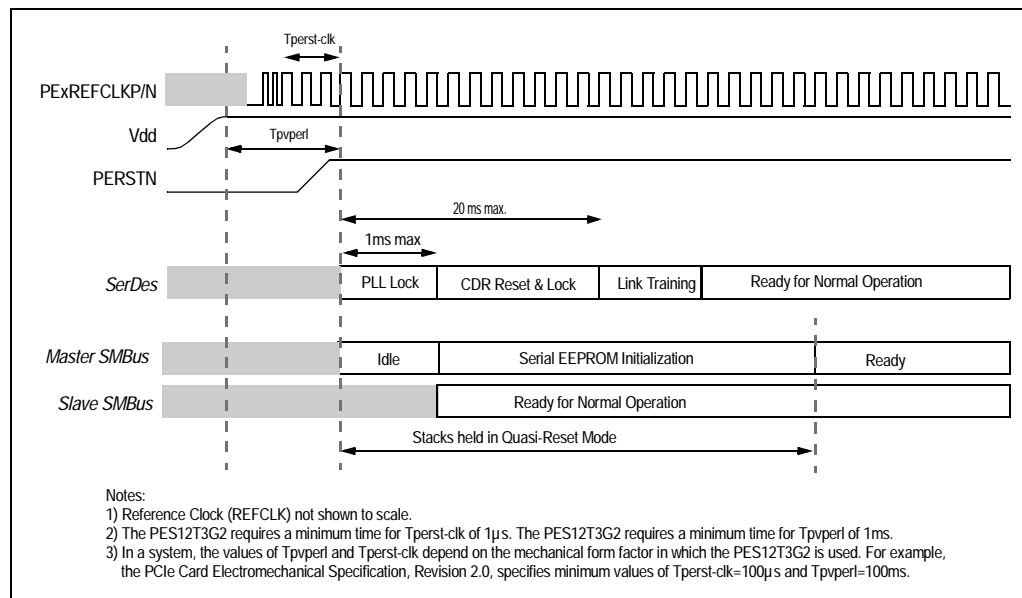 Tperst-clk
PExREFCLKP/N
Vdd
Tpvperl
PERSTN
20 ms max.
1ms max
SerDes
PLL Lock
CDR Reset & Lock
Link Training
Ready for Normal Operation
Master SMBus
Idle
Serial EEPROM Initialization
Ready
Slave SMBus
Ready for Normal Operation
Stacks held in Quasi-Reset Mode
Notes:
1) Reference Clock (REFCLK) not shown to scale.
2) The PES12T3G2 requires a minimum time for Tperst-clk of 1µs. The PES12T3G2 requires a minimum time for Tpvperl of 1ms.
3) In a system, the values of Tpvperl and Tperst-clk depend on the mechanical form factor in which the PES12T3G2 is used. For example,
the PCIe Card Electromechanical Specification, Revision 2.0, specifies minimum values of Tperst-clk=100µs and Tpvperl=100ms.